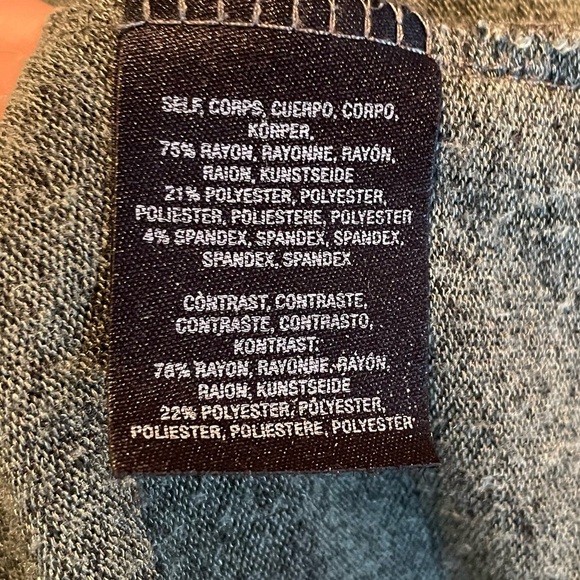 SELF, CORPS, CUERPO, CORPO,
KÖRPER,
75% RAYON, RAYONNE, RAYÓN,
RAION, KUNSTSEIDE
21% POLYESTER, POLYESTER,
POLIESTER, POLIESTERE, POLYESTER
4% SPANDEX, SPANDEX, SPANDEX,
SPANDEX, SPANDEX
CONTRAST, CONTRASTE,
CONTRASTE, CONTRASTO,
KONTRAST:
78% RAYON, RAYONNE, RAYÓN,
RAION, KUNSTSEIDE
22% POLYESTER, POLYESTER,
POLIESTER, POLIESTERE, POLYESTER